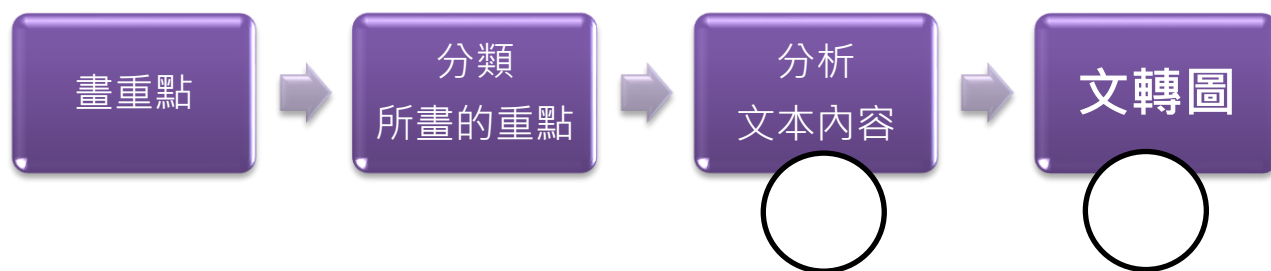 畫重點
分類
所畫的重點
分析
文本內容
文轉圖